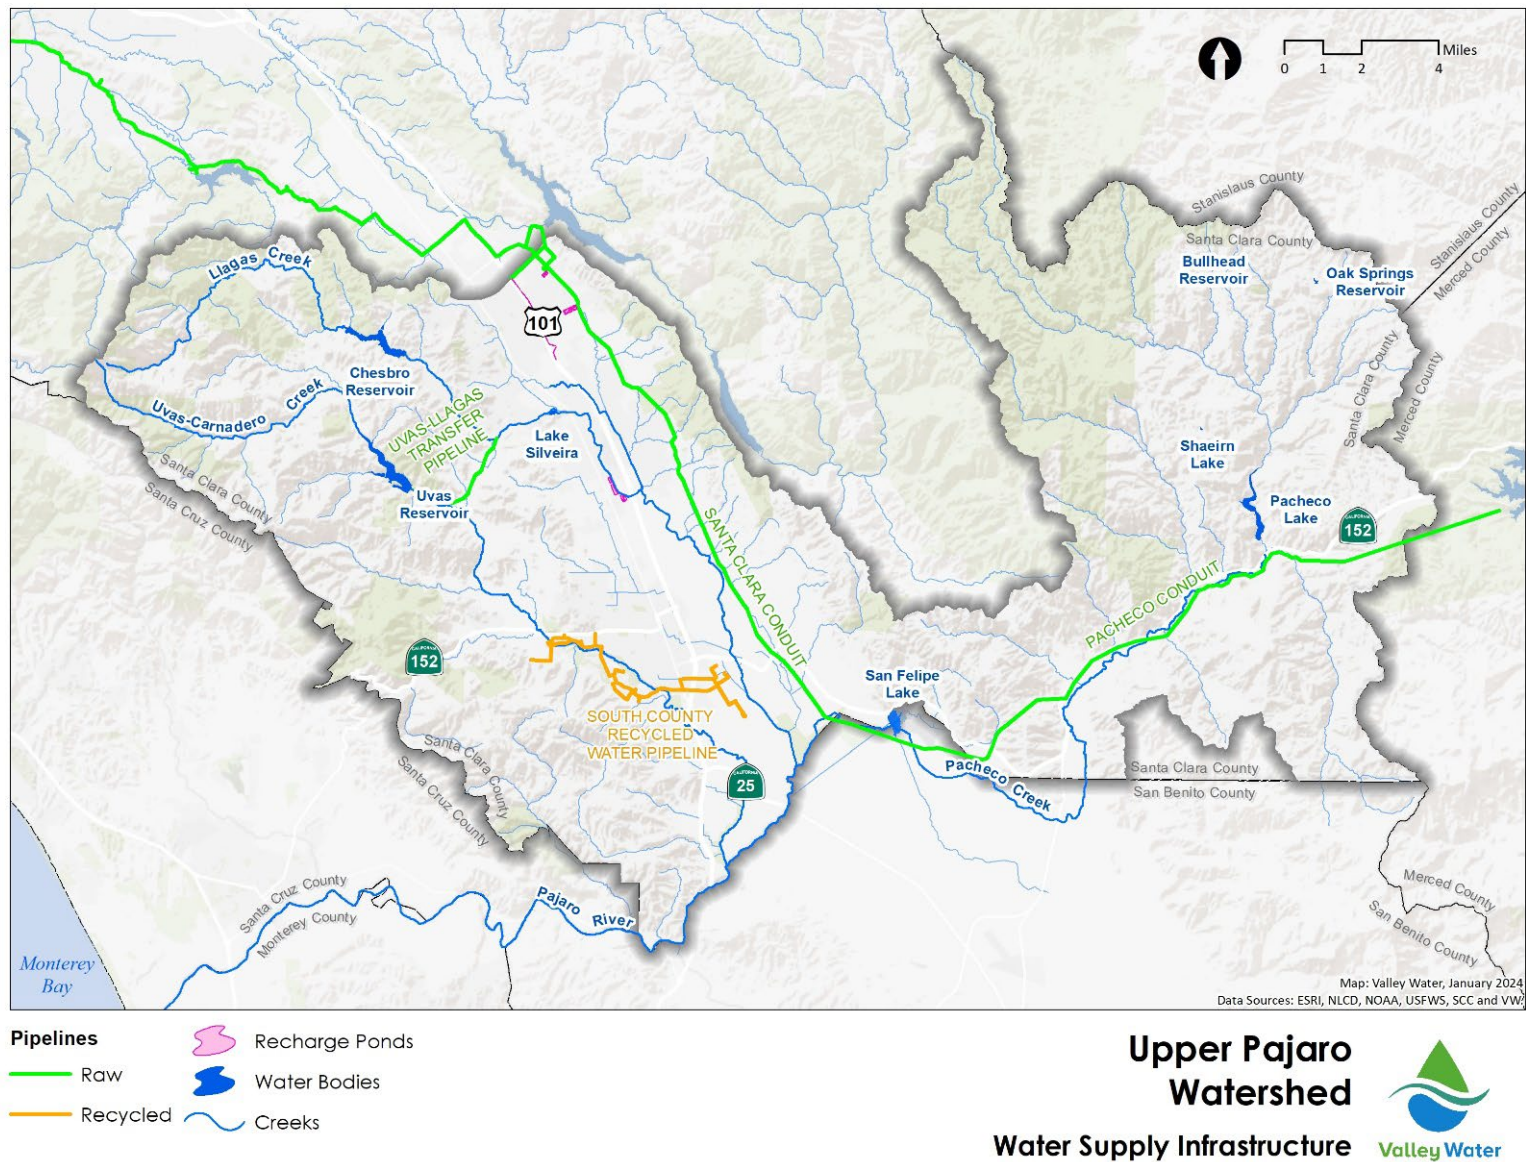 Miles
0 1 2 4
Stanislaus County
Santa Clara County
Stanislaus County
Merced County
Bullhead
Reservoir
Oak Springs
Reservoir
Llagas Creek
101
Chesbro
Reservoir
Uvas-Carnadero Creek
UVAS-LLAGAS
TRANSFER
PIPELINE
Lake
Silveira
Santa Clara County
Merced County
Shaeirn
Lake
Santa Clara County
Santa Cruz County
Uvas
Reservoir
Pacheco
Lake
CALIFORNIA
152
SANTA CLARA CONDUIT
PACHECO CONDUIT
CALIFORNIA
152
San Felipe
Lake
SOUTH COUNTY
RECYCLED
WATER PIPELINE
Santa Clara County
Santa Cruz County
CALIFORNIA
25
Pacheco Creek
Santa Clara County
San Benito County
Santa Cruz County
Monterey County
Pajaro River
Merced County
San Benito County
Monterey
Bay
Map: Valley Water, January 2024
Data Sources: ESRI, NLCD, NOAA, USFWS, SCC and VW
Pipelines
Raw
Recycled
Recharge Ponds
Water Bodies
Creeks
Upper Pajaro
Watershed
Water Supply Infrastructure
Valley Water